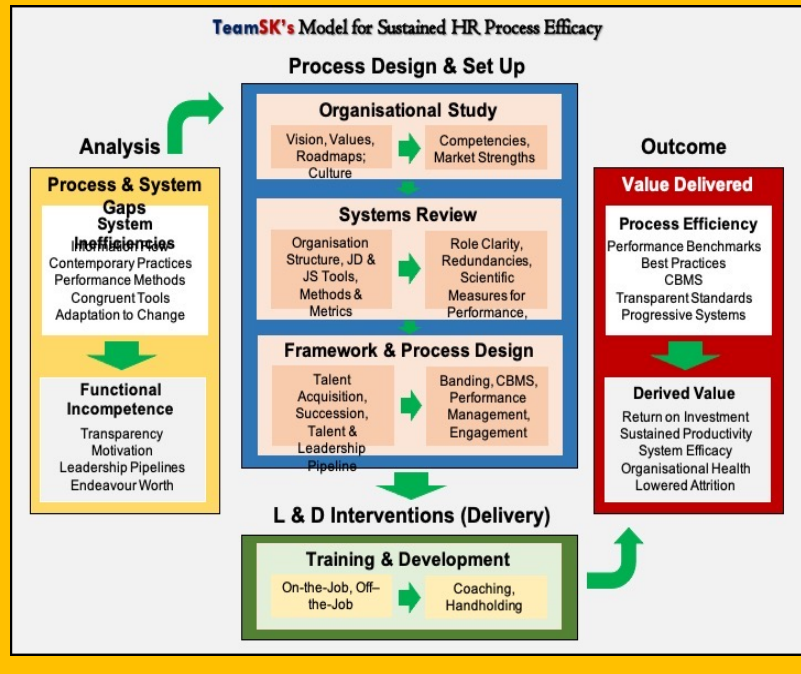 TeamSK's Model for Sustained HR Process Efficacy
Process Design & Set Up
Organisational Study
Vision, Values,
Roadmaps;
Culture
Competencies,
Market Strengths
Analysis
Process & System
Gaps
System
Inefficiencies
Information Flow
Contemporary Practices
Performance Methods
Congruent Tools
Adaptation to Change
Functional
Incompetence
Transparency
Motivation
Leadership Pipelines
Endeavour Worth
Systems Review
Organisation
Structure, JD &
JS Tools,
Methods &
Metrics
Role Clarity,
Redundancies,
Scientific
Measures for
Performance,
Framework & Process Design
Talent
Acquisition,
Succession,
Talent &
Leadership
Pipeline
Banding, CBMS,
Performance
Management,
Engagement
L & D Interventions (Delivery)
Training & Development
On-the-Job, Off–
the-Job
Coaching,
Handholding
Outcome
Value Delivered
Process Efficiency
Performance Benchmarks
Best Practices
CBMS
Transparent Standards
Progressive Systems
Derived Value
Return on Investment
Sustained Productivity
System Efficacy
Organisational Health
Lowered Attrition